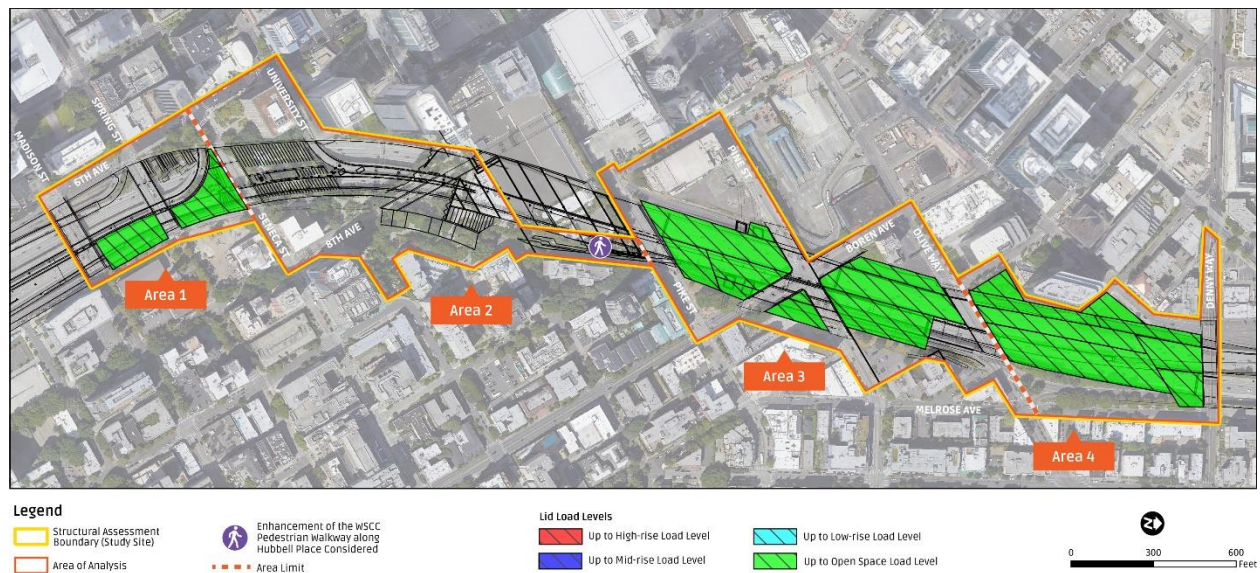 MADISON ST
SPRING ST
6TH AVE
UNIVERSITY ST
SENECA ST
8TH AVE
PIKE ST
PINE ST
BOREN AVE
OLIVE WAY
DENNY WAY
MELROSE AVE
Area 1
Area 2
Area 3
Area 4
Legend
Structural Assessment
Boundary (Study Site)
Area of Analysis
Enhancement of the WSCC
Pedestrian Walkway along
Hubbell Place Considered
Area Limit
Lid Load Levels
Up to High-rise Load Level
Up to Mid-rise Load Level
Up to Low-rise Load Level
Up to Open Space Load Level
N
0 300 600
Feet